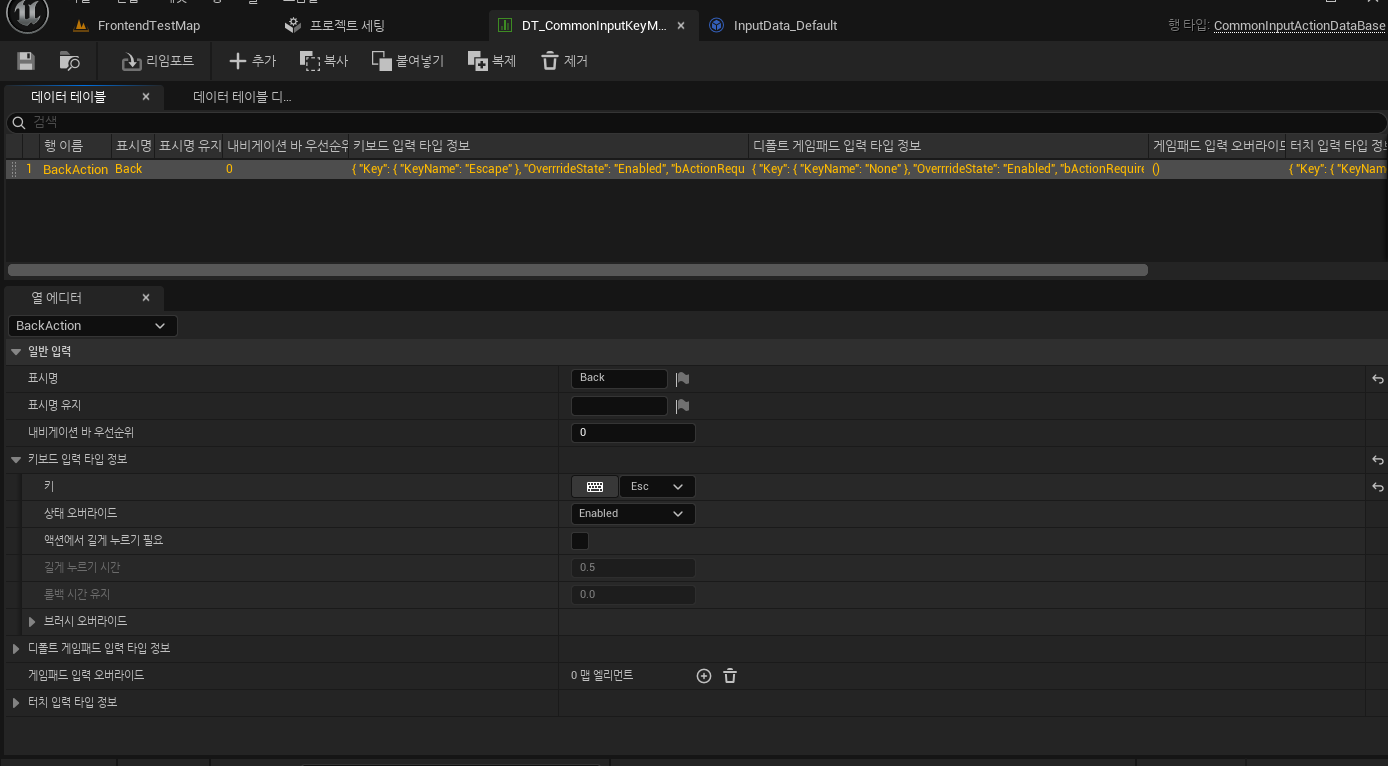 FrontendTestMap
프로젝트 세팅
DT_CommonInputKeyM...
InputData_Default
행 타입: CommonInputActionDataBase
리임포트
추가
복사
붙여넣기
복제
제거
데이터 테이블
데이터 테이블 디...
검색
행 이름 표시명 표시명 유지 내비게이션 바 우선순위 키보드 입력 타입 정보 디폴트 게임패드 입력 타입 정보 게임패드 입력 오버라이드 터치 입력 타입 정보
1 BackAction Back 0 { "Key": { "KeyName": "Escape" }, "OverrrideState": "Enabled", "bActionRequ { "Key": { "KeyName": "None" }, "OverrrideState": "Enabled", "bActionRequire () { "Key": { "KeyNam
열 에디터
BackAction
일반 입력
표시명 Back
표시명 유지
내비게이션 바 우선순위 0
키보드 입력 타입 정보
키 Esc
상태 오버라이드 Enabled
액션에서 길게 누르기 필요
길게 누르기 시간 0.5
롤백 시간 유지 0.0
브러시 오버라이드
디폴트 게임패드 입력 타입 정보
게임패드 입력 오버라이드 0 맵 엘리먼트
터치 입력 타입 정보